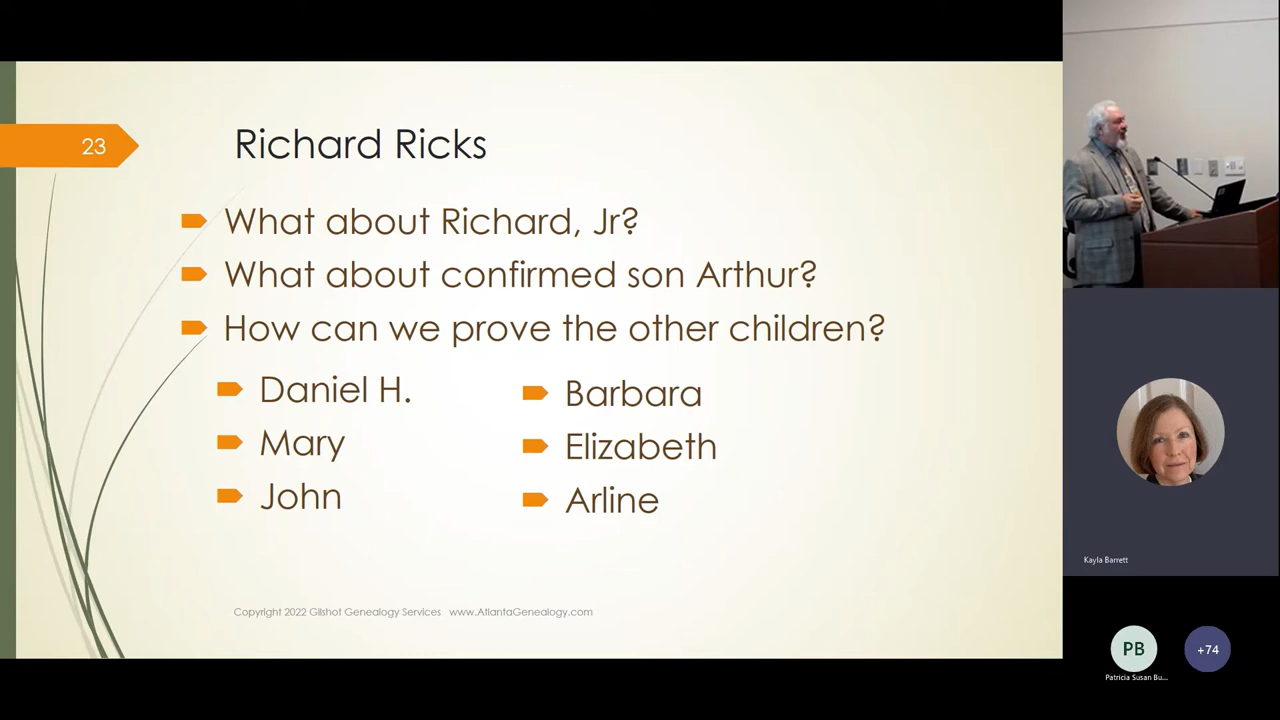 23
Richard Ricks
What about Richard, Jr?
What about confirmed son Arthur?
How can we prove the other children?
Daniel H.
Mary
John
Barbara
Elizabeth
Arline
Copyright 2022 Gilshot Genealogy Services www.AtlantaGenealogy.com
Kayla Barrett
PB
+74
Patricia Susan Bu...